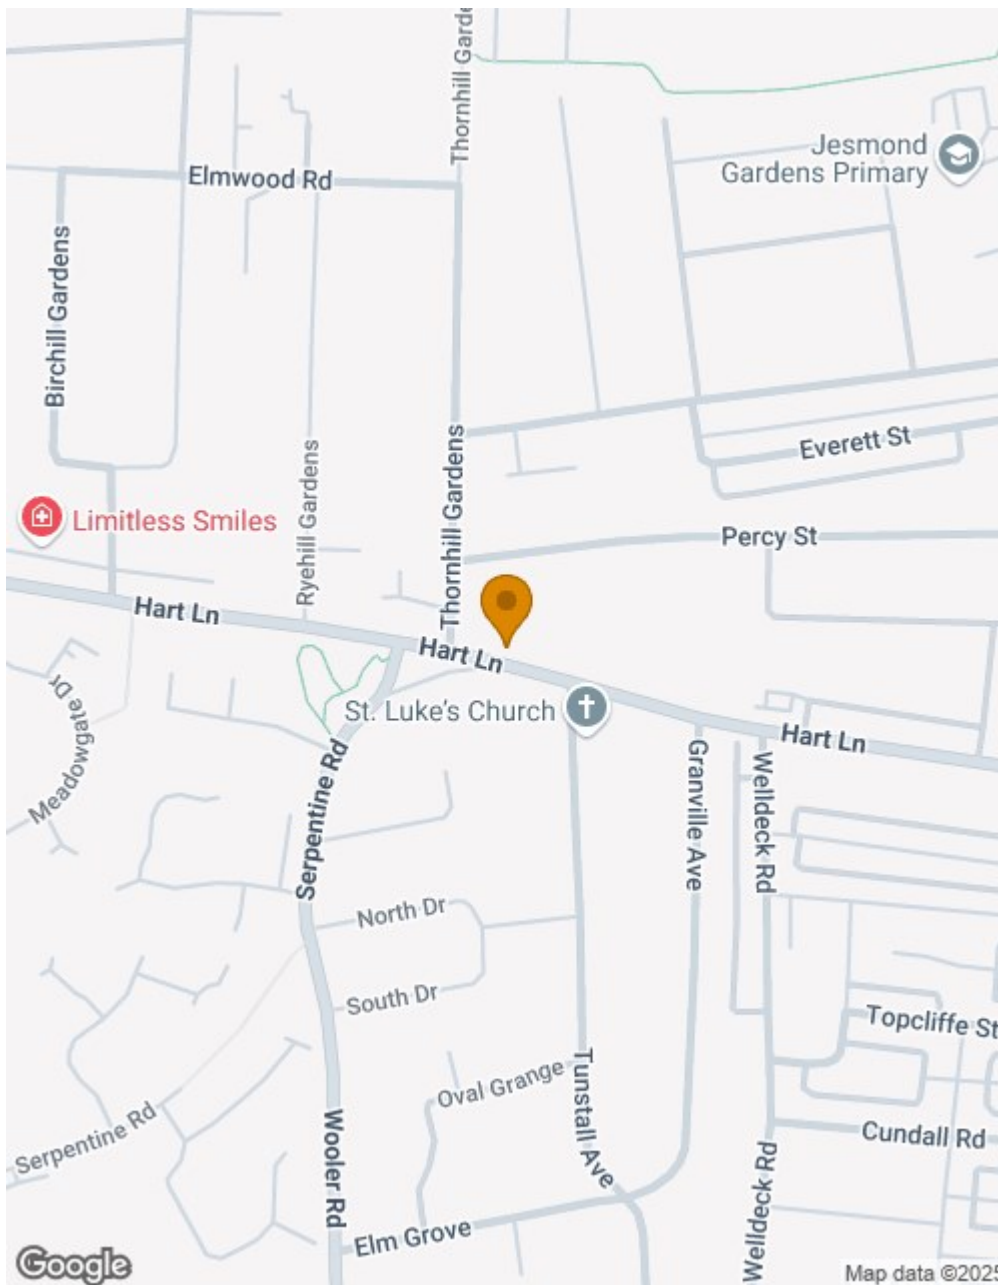 Thornhill Garde
Jesmond
Gardens Primary
Elmwood Rd
Birchill Gardens
Everett St
Thornhill Gardens
Ryehill Gardens
Limitless Smiles
Percy St
Hart Ln
Hart Ln
St. Luke's Church
Hart Ln
Meadowgate Dr
Serpentine Rd
Granville Ave
Welldeck Rd
North Dr
South Dr
Topcliffe St
Oval Grange
Tunstall Ave
Serpentine Rd
Cundall Rd
Wooler Rd
Welldeck Rd
Elm Grove
Google
Map data ©2025